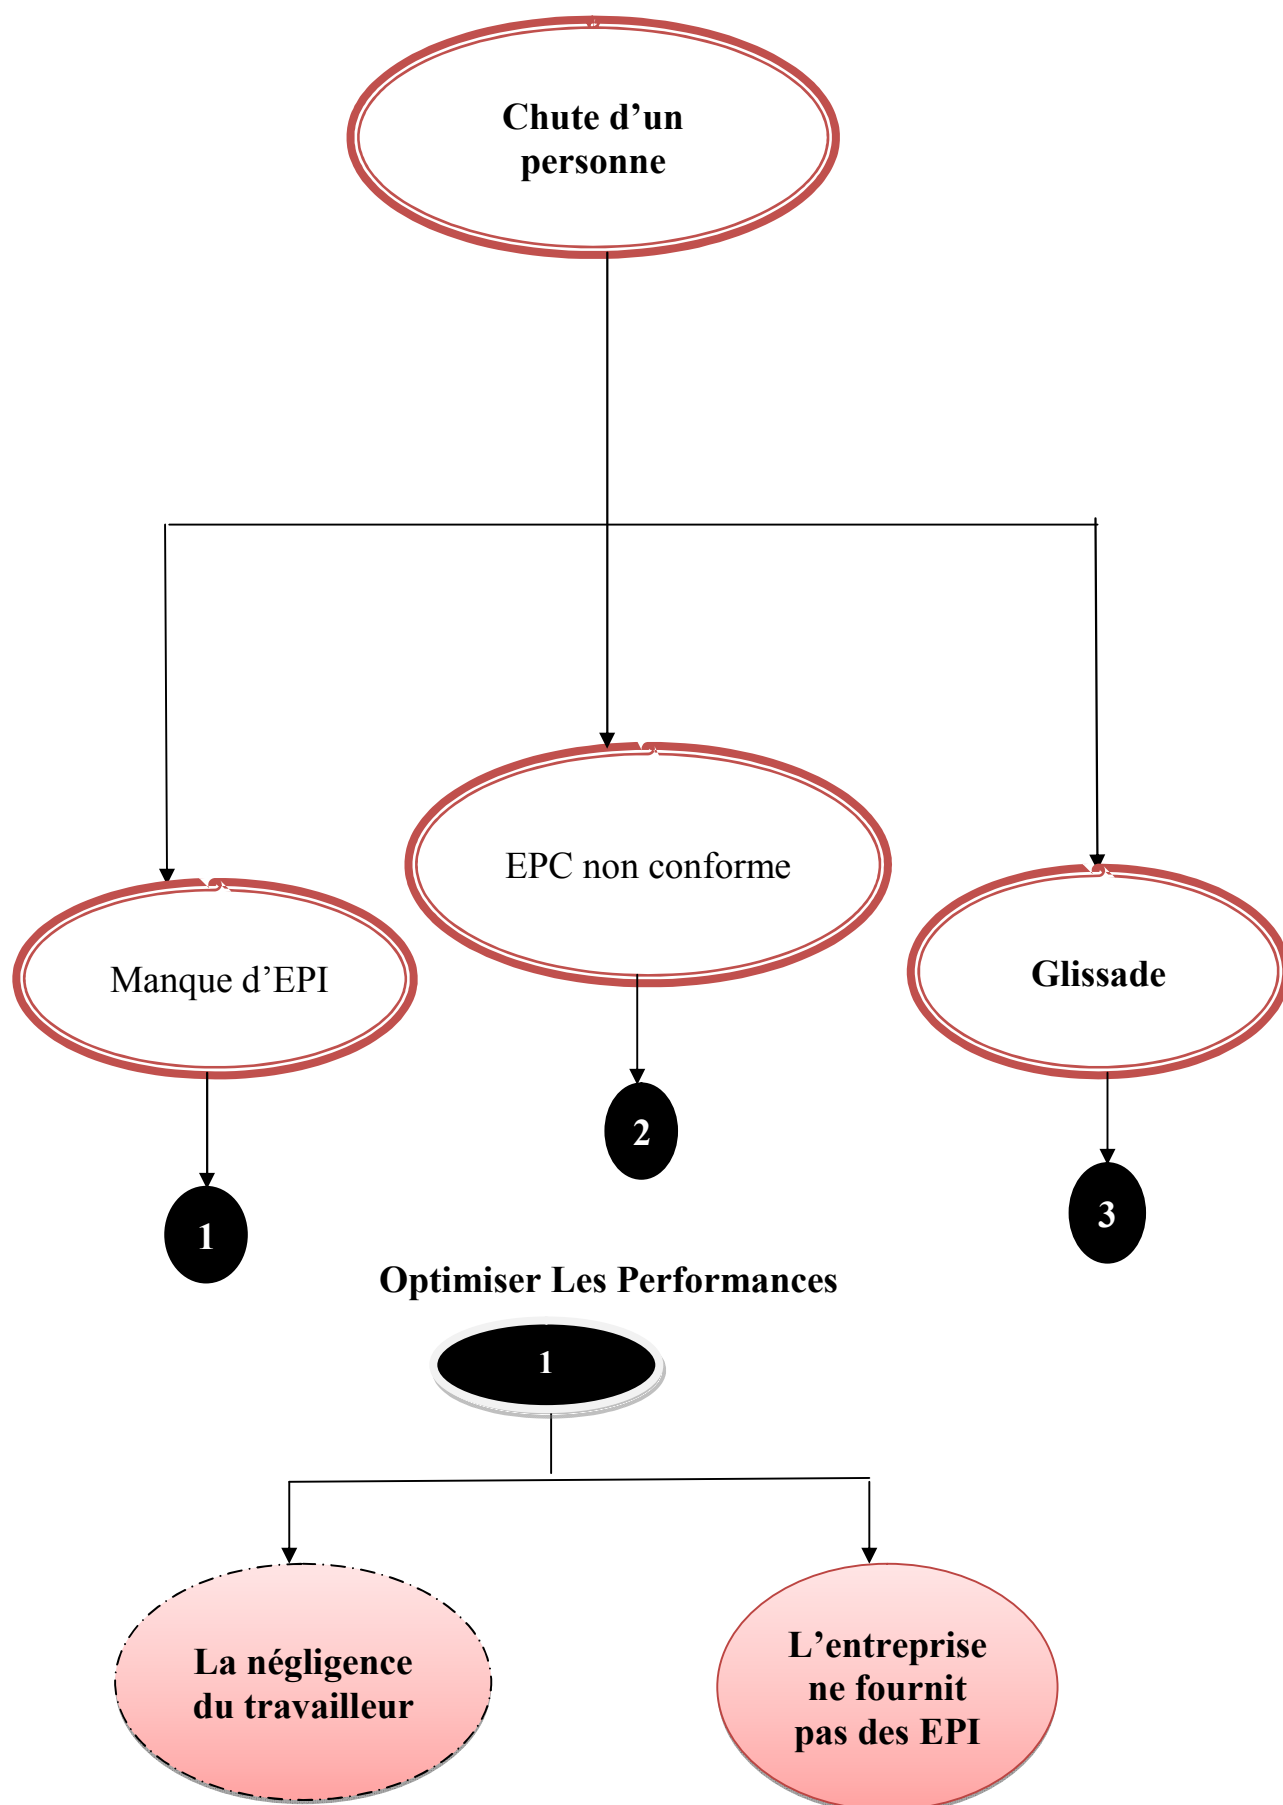 Chute d’un
personne
EPC non conforme
Manque d’EPI
Glissade
2
1
3
Optimiser Les Performances
1
La négligence
du travailleur
L’entreprise
ne fournit
pas des EPI